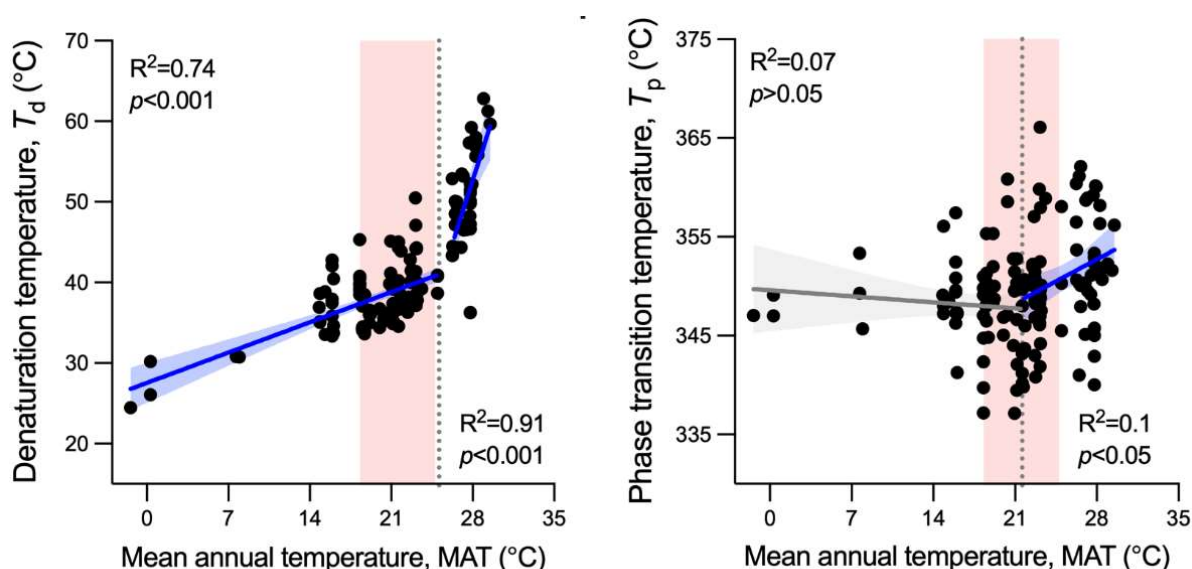 Denaturation temperature, Td (°C)
70
60
50
40
30
20
R²=0.74
p<0.001
R²=0.91
p<0.001
0 7 14 21 28 35
Mean annual temperature, MAT (°C)
Phase transition temperature, Tp (°C)
375
365
355
345
335
R²=0.07
p>0.05
R²=0.1
p<0.05
0 7 14 21 28 35
Mean annual temperature, MAT (°C)